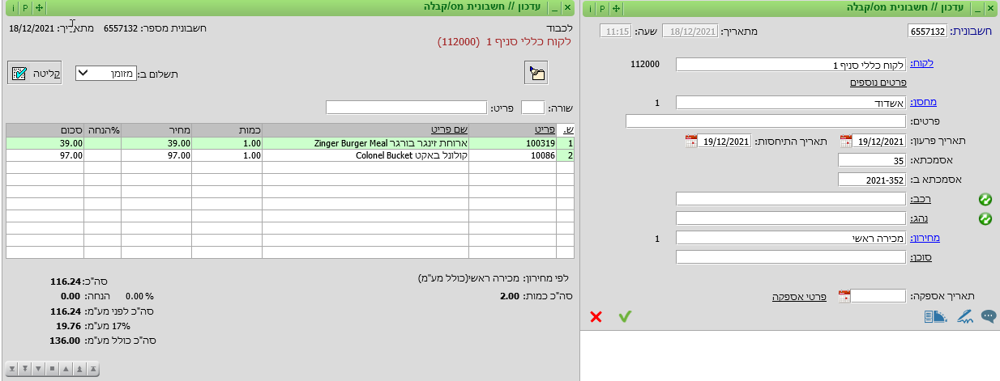 עדכון // חשבונית מס/קבלה
חשבונית: 6557132 מתאריך: 18/12/2021 שעה: 11:15
לקוח: לקוח כללי סניף 1 112000
פרטים נוספים
מחסן: אשדוד 1
פרטים:
תאריך פרעון: 19/12/2021 תאריך התיחסות: 19/12/2021
אסמכתא: 35
אסמכתא ב: 2021-352
רכב:
נהג:
מחירון: מכירה ראשי 1
סוכן:
תאריך אספקה: פרטי אספקה
עדכון // חשבונית מס/קבלה
i P
לכבוד חשבונית מספר: 6557132 מתאריך: 18/12/2021
לקוח כללי סניף 1 (112000)
תשלום ב: מזומן קליטה
שורה: פריט:
ש. פריט שם פריט כמות מחיר הנחה% סכום
1 100319 ארוחת זינגר בורגר Zinger Burger Meal 1.00 39.00 39.00
2 10086 קולונל באקט Colonel Bucket 1.00 97.00 97.00
לפי מחירון: מכירה ראשי(כולל מע"מ) סה"כ: 116.24
סה"כ כמות: 2.00 0.00 % הנחה: 0.00
סה"כ לפני מע"מ: 116.24
17% מע"מ: 19.76
סה"כ כולל מע"מ: 136.00
i P